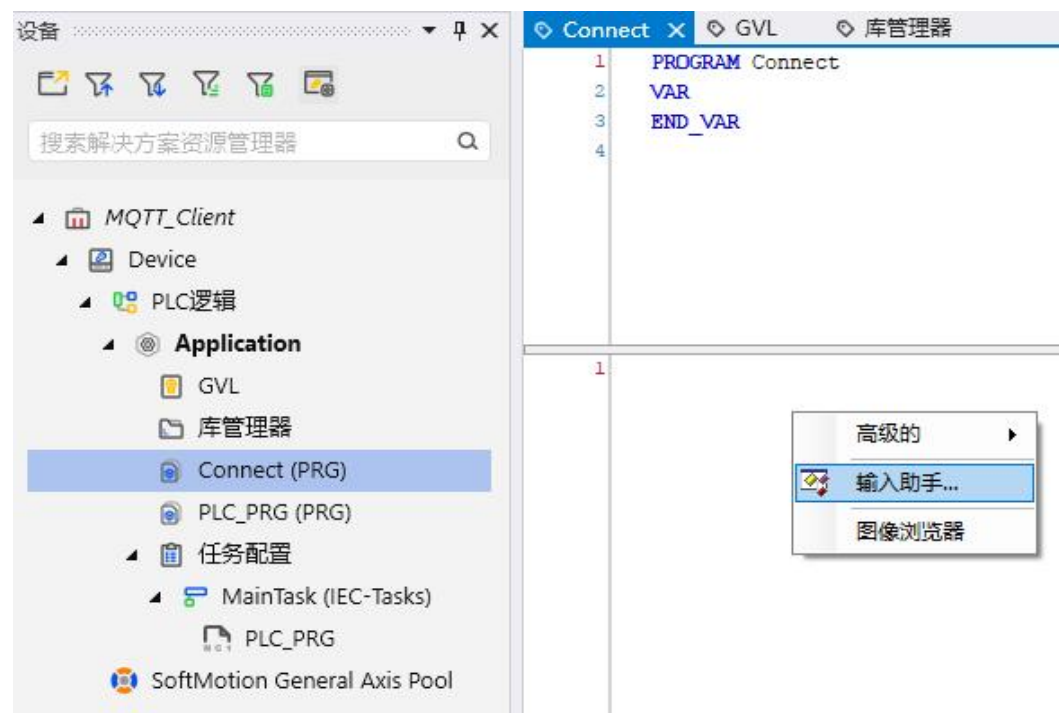 设备
搜索解决方案资源管理器
MQTT_Client
Device
PLC逻辑
Application
GVL
库管理器
Connect (PRG)
PLC_PRG (PRG)
任务配置
MainTask (IEC-Tasks)
PLC_PRG
SoftMotion General Axis Pool
Connect GVL 库管理器
1 PROGRAM Connect
2 VAR
3 END_VAR
4
1
高级的
输入助手...
图像浏览器